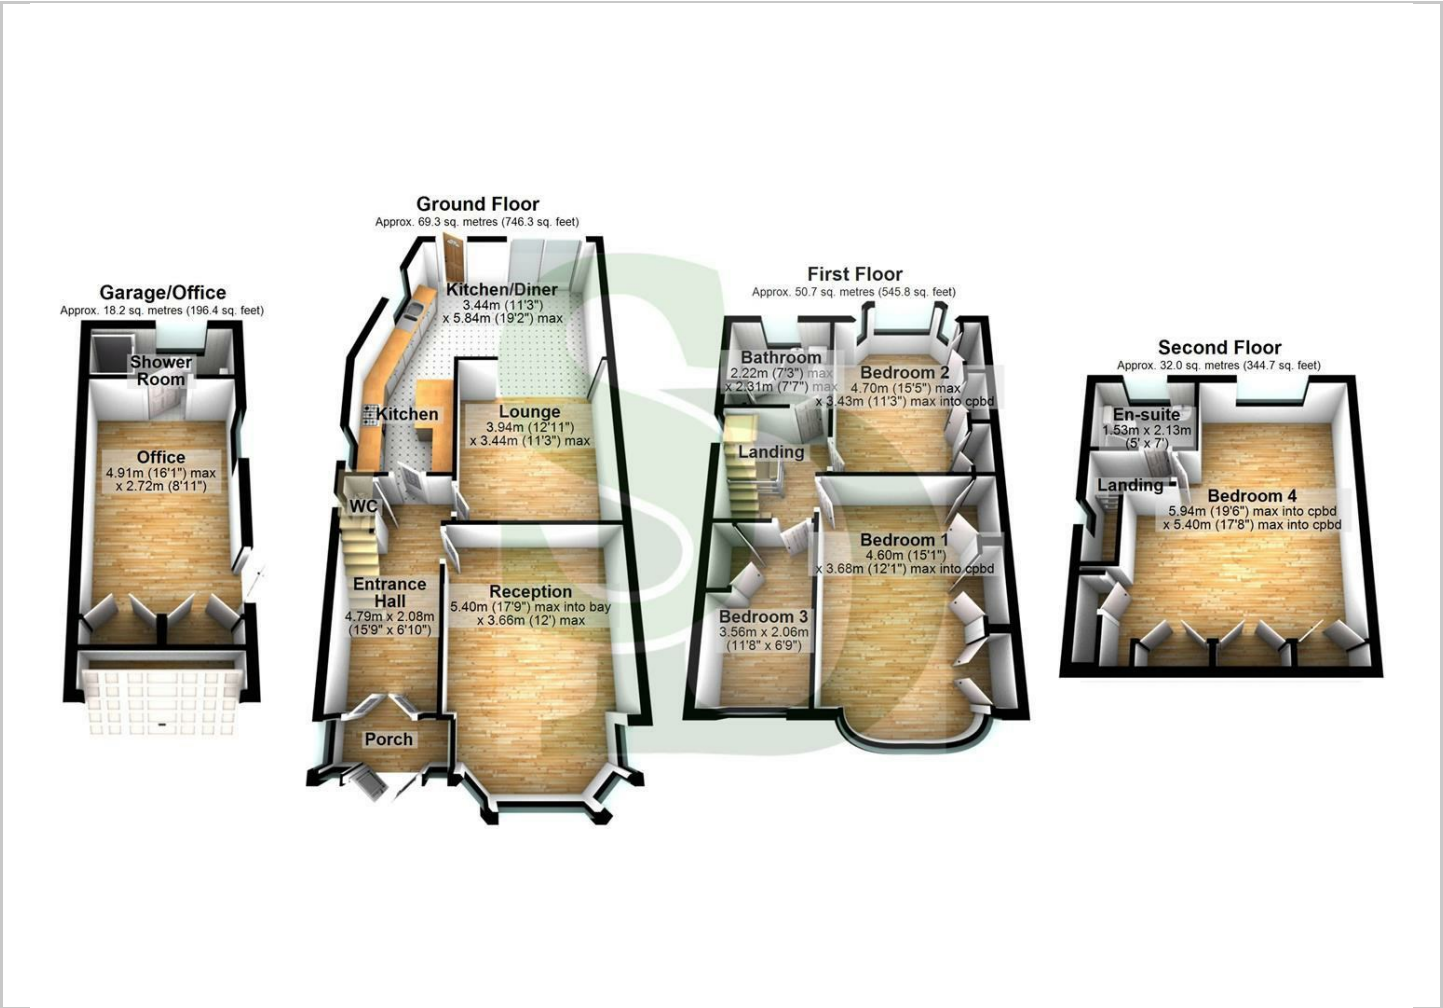 Garage/Office
Approx. 18.2 sq. metres (196.4 sq. feet)
Shower
Room
Office
4.91m (16'1") max
x 2.72m (8'11")
Ground Floor
Approx. 69.3 sq. metres (746.3 sq. feet)
Kitchen/Diner
3.44m (11'3")
x 5.84m (19'2") max
Kitchen
Lounge
3.94m (12'11")
x 3.44m (11'3") max
WC
Entrance
Hall
4.79m x 2.08m
(15'9" x 6'10")
Reception
5.40m (17'9") max into bay
x 3.66m (12') max
Porch
First Floor
Approx. 50.7 sq. metres (545.8 sq. feet)
Bathroom
2.22m (7'3") max
x 2.31m (7'7") max
Bedroom 2
4.70m (15'5") max
x 3.43m (11'3") max into cpbd
Landing
Bedroom 1
4.60m (15'1")
x 3.68m (12'1") max into cpbd
Bedroom 3
3.56m x 2.06m
(11'8" x 6'9")
Second Floor
Approx. 32.0 sq. metres (344.7 sq. feet)
En-suite
1.53m x 2.13m
(5' x 7')
Landing
Bedroom 4
5.94m (19'6") max into cpbd
x 5.40m (17'8") max into cpbd